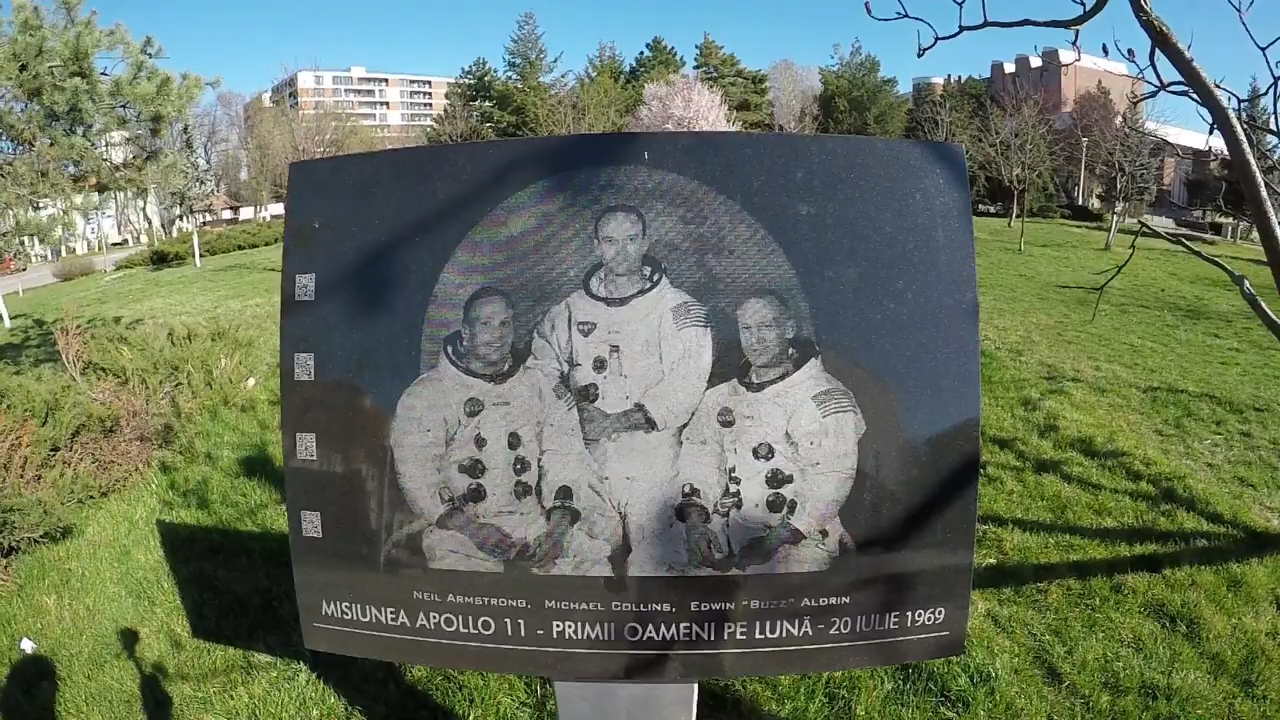 Neil Armstrong, Michael Collins, Edwin "Buzz" Aldrin
MISIUNEA APOLLO 11 - PRIMII OAMENI PE LUNĂ - 20 IULIE 1969